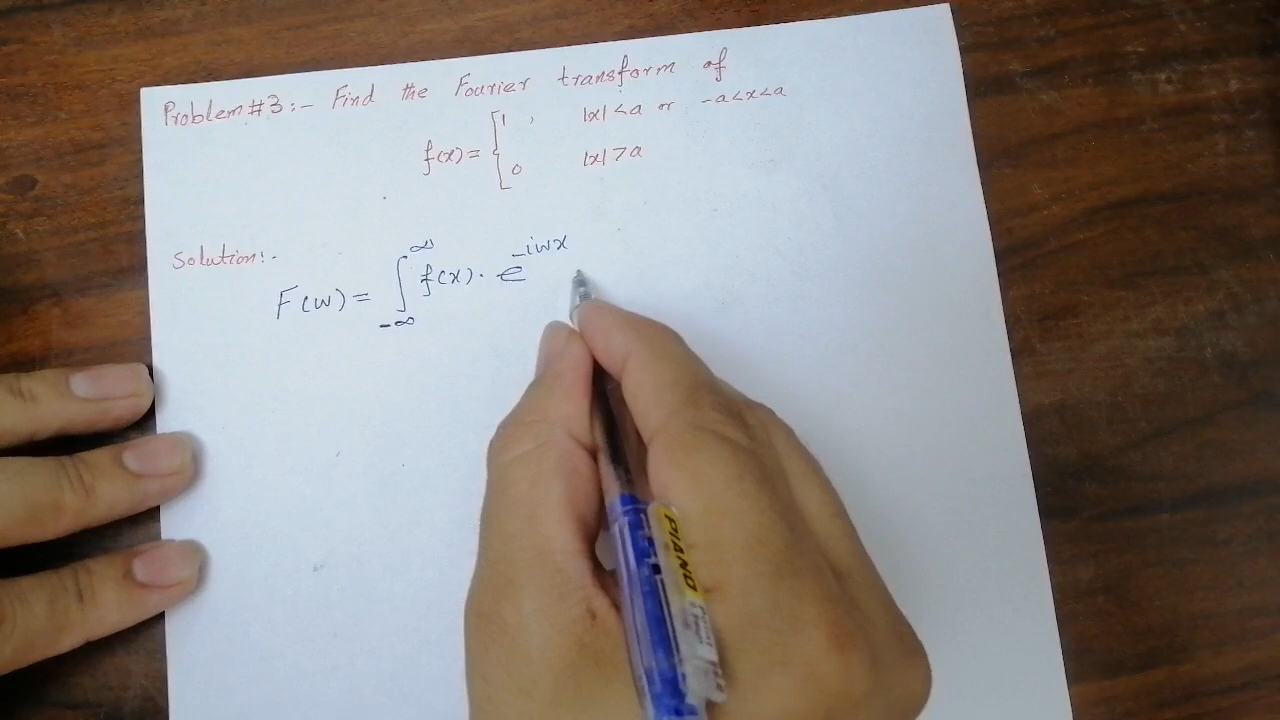 Problem #3:- Find the Fourier transform of
f(x) = { 1 , |x| < a or -a<x<a
0 |x| > a
Solution:-
F(w) = ∫_{-∞}^{∞} f(x) · e^{-iwx}
PIANO